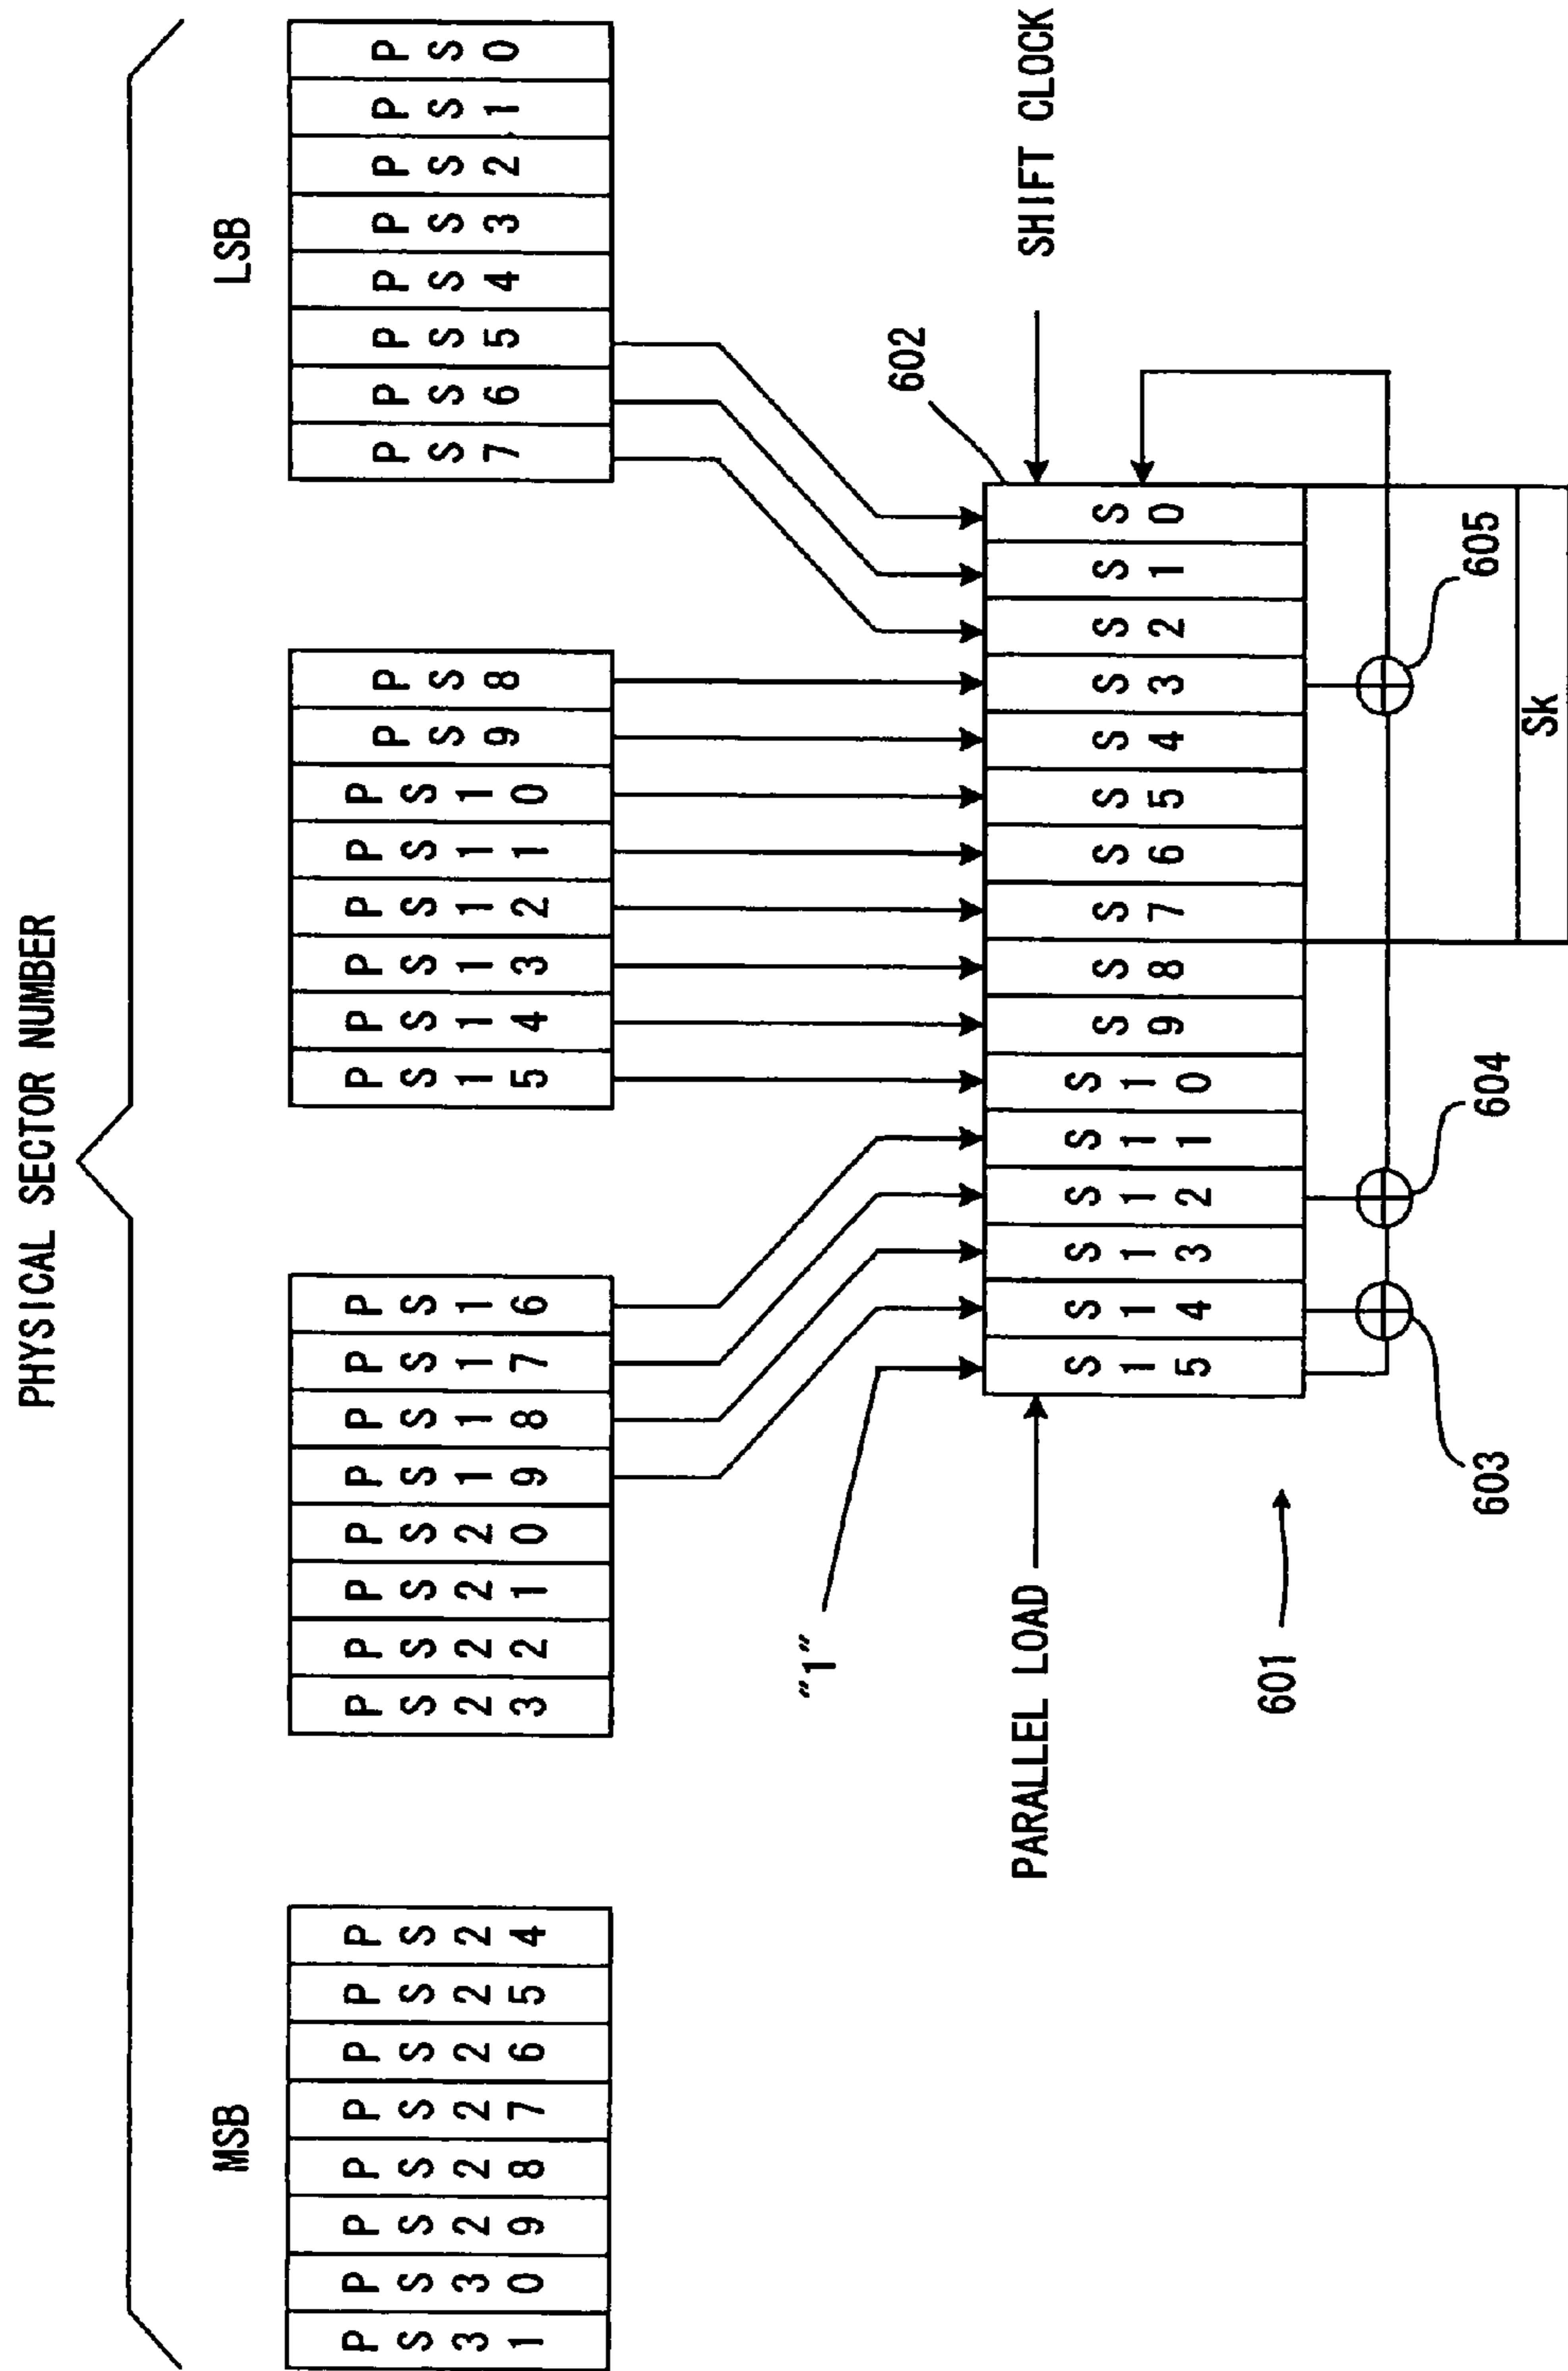 PHYSICAL SECTOR NUMBER
MSB
LSB
PS31 PS30 PS29 PS28 PS27 PS26 PS25 PS24
PS23 PS22 PS21 PS20 PS19 PS18 PS17 PS16
PS15 PS14 PS13 PS12 PS11 PS10 PS9 PS8
PS7 PS6 PS5 PS4 PS3 PS2 PS1 PS0
"1"
602
PARALLEL LOAD
SHIFT CLOCK
S15 S14 S13 S12 S11 S10 S9 S8 S7 S6 S5 S4 S3 S2 S1 S0
601
603
604
605
Sk